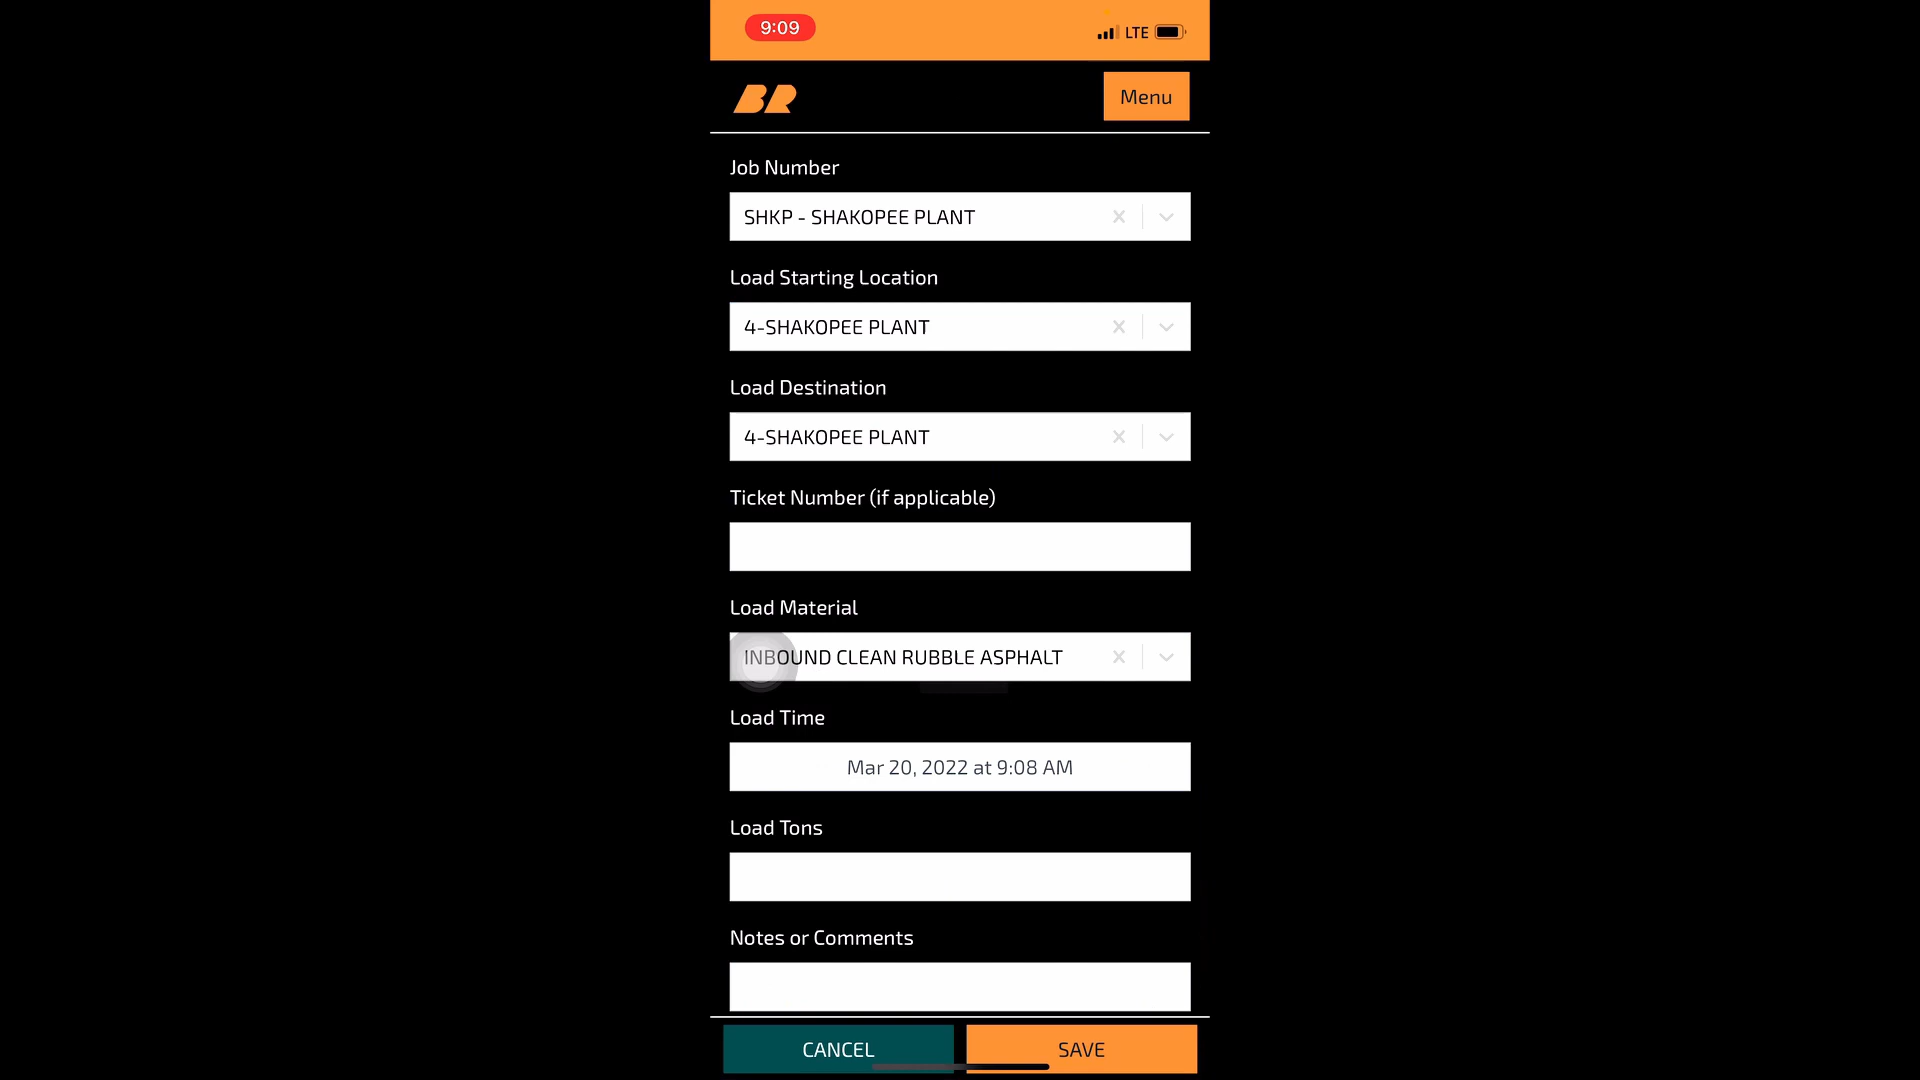 9:09
LTE
BR
Menu
Job Number
SHKP - SHAKOPEE PLANT
Load Starting Location
4-SHAKOPEE PLANT
Load Destination
4-SHAKOPEE PLANT
Ticket Number (if applicable)
Load Material
INBOUND CLEAN RUBBLE ASPHALT
Load Time
Mar 20, 2022 at 9:08 AM
Load Tons
Notes or Comments
CANCEL
SAVE